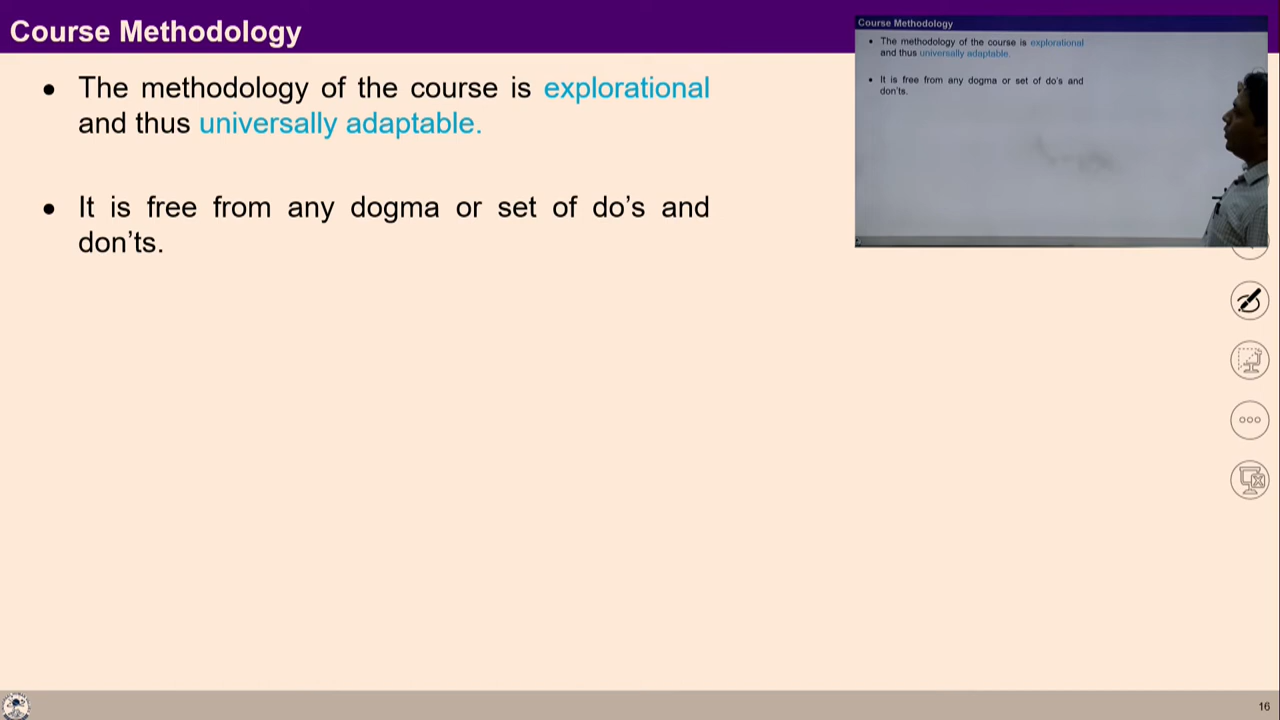 Course Methodology
• The methodology of the course is explorational
and thus universally adaptable.
• It is free from any dogma or set of do’s and
don’ts.
Course Methodology
• The methodology of the course is explorational
and thus universally adaptable.
• It is free from any dogma or set of do's and
don'ts.
16